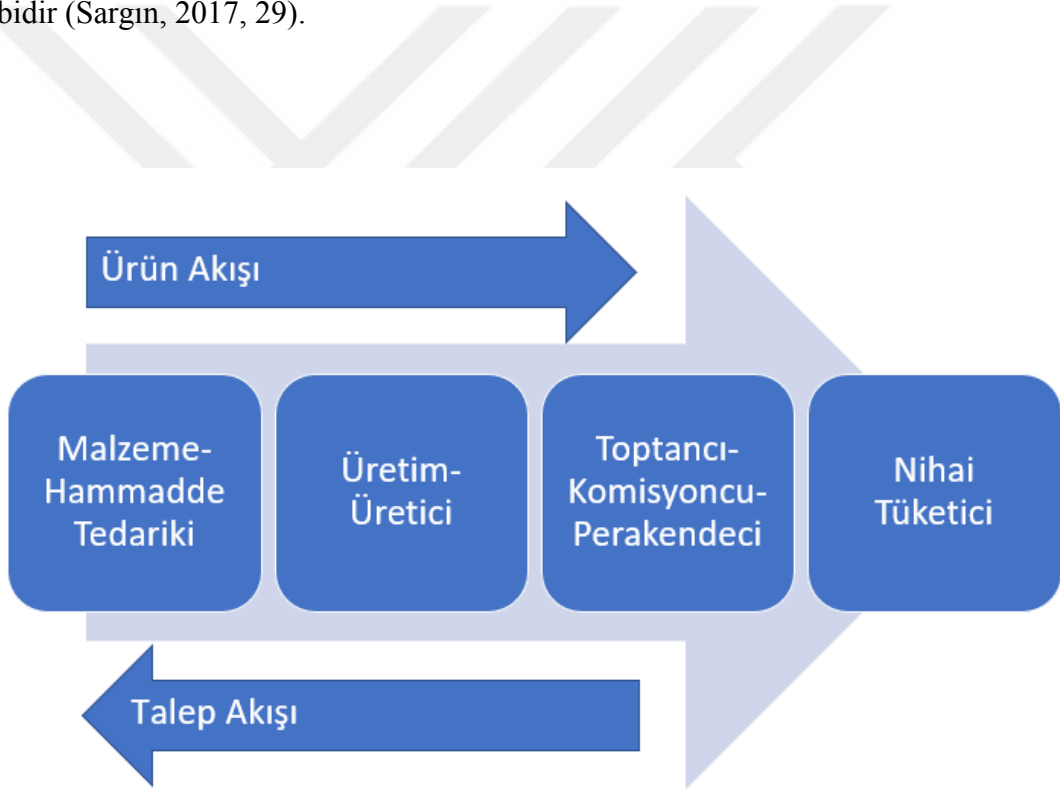 bidir (Sargın, 2017, 29).
Ürün Akışı
Malzeme-
Hammadde
Tedariki
Üretim-
Üretici
Toptancı-
Komisyoncu-
Perakendeci
Nihai
Tüketici
Talep Akışı